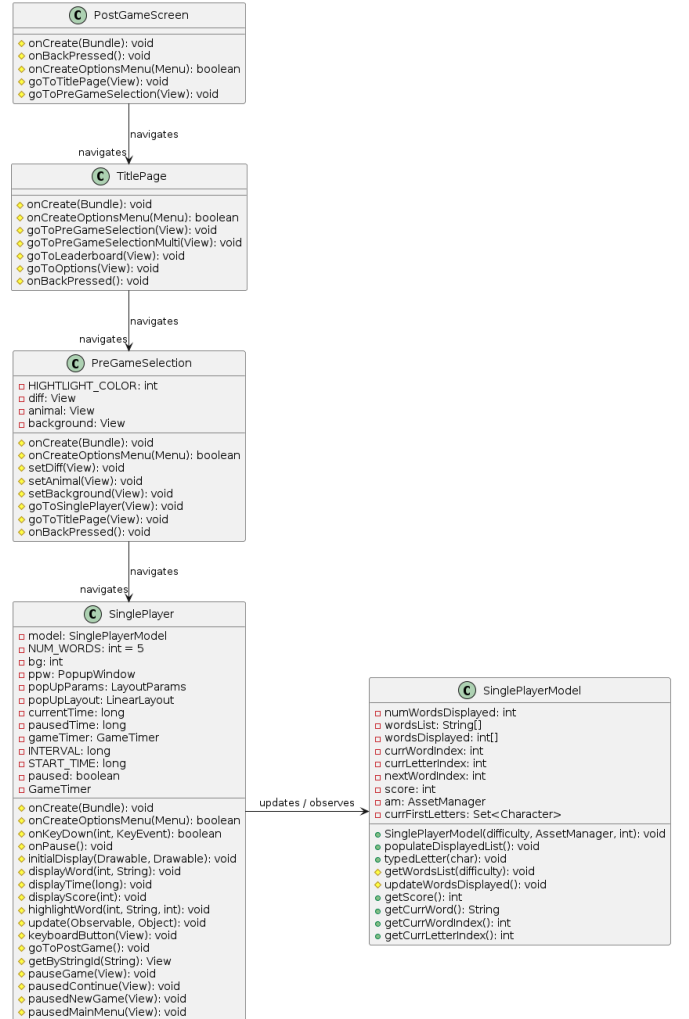 C PostGameScreen
onCreate(Bundle): void
onBackPressed(): void
onCreateOptionsMenu(Menu): boolean
goToTitlePage(View): void
goToPreGameSelection(View): void
navigates
navigates
C TitlePage
onCreate(Bundle): void
onCreateOptionsMenu(Menu): boolean
goToPreGameSelection(View): void
goToPreGameSelectionMulti(View): void
goToLeaderboard(View): void
goToOptions(View): void
onBackPressed(): void
navigates
navigates
C PreGameSelection
HIGHTLIGHT_COLOR: int
diff: View
animal: View
background: View
onCreate(Bundle): void
onCreateOptionsMenu(Menu): boolean
setDiff(View): void
setAnimal(View): void
setBackground(View): void
goToSinglePlayer(View): void
goToTitlePage(View): void
onBackPressed(): void
navigates
navigates
C SinglePlayer
model: SinglePlayerModel
NUM_WORDS: int = 5
bg: int
ppw: PopupWindow
popUpParams: LayoutParams
popUpLayout: LinearLayout
currentTime: long
pausedTime: long
gameTimer: GameTimer
INTERVAL: long
START_TIME: long
paused: boolean
GameTimer
onCreate(Bundle): void
onCreateOptionsMenu(Menu): boolean
onKeyDown(int, KeyEvent): boolean
onPause(): void
initialDisplay(Drawable, Drawable): void
displayWord(int, String): void
displayTime(long): void
displayScore(int): void
highlightWord(int, String, int): void
update(Observable, Object): void
keyboardButton(View): void
goToPostGame(): void
getByStringId(String): View
pauseGame(View): void
pausedContinue(View): void
pausedNewGame(View): void
pausedMainMenu(View): void
updates / observes
C SinglePlayerModel
numWordsDisplayed: int
wordsList: String[]
wordsDisplayed: int[]
currWordIndex: int
currLetterIndex: int
nextWordIndex: int
score: int
am: AssetManager
currFirstLetters: Set<Character>
SinglePlayerModel(difficulty, AssetManager, int): void
populateDisplayedList(): void
typedLetter(char): void
getWordsList(difficulty): void
updateWordsDisplayed(): void
getScore(): int
getCurrWord(): String
getCurrWordIndex(): int
getCurrLetterIndex(): int